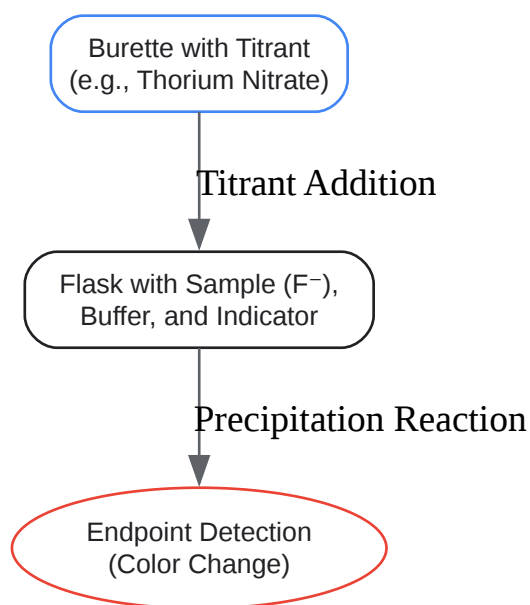 Burette with Titrant
(e.g., Thorium Nitrate)
Titrant Addition
Flask with Sample (F⁻),
Buffer, and Indicator
Precipitation Reaction
Endpoint Detection
(Color Change)